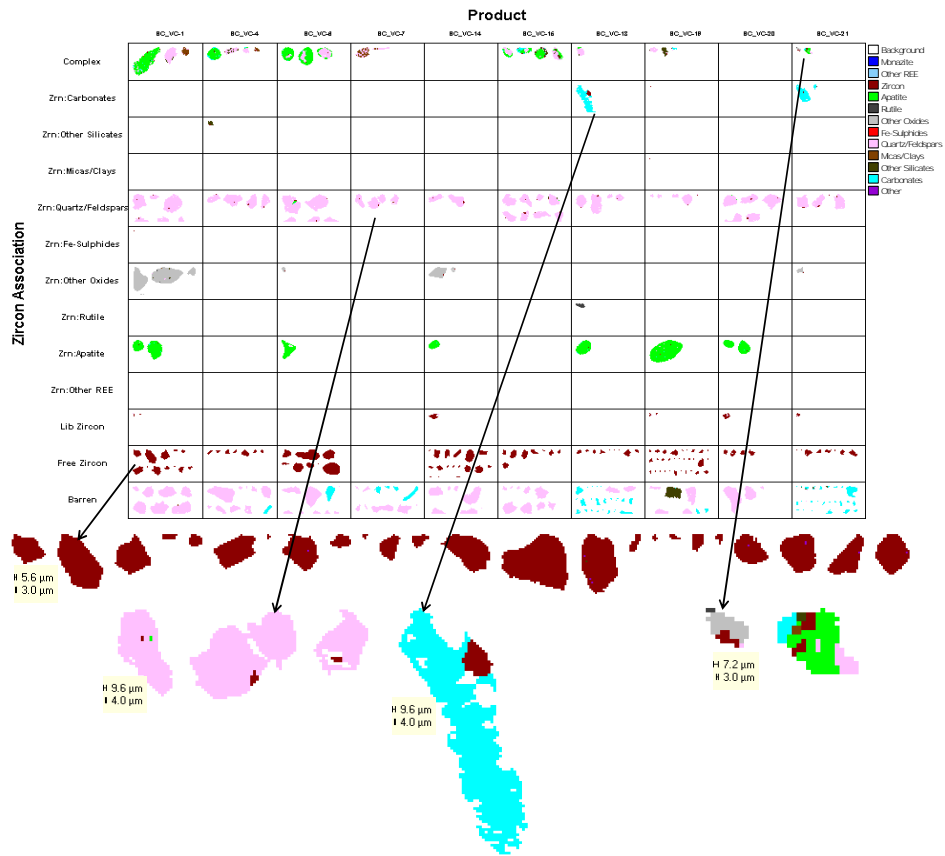 Product
BC_VC-1 BC_VC-4 BC_VC-6 BC_VC-7 BC_VC-14 BC_VC-16 BC_VC-18 BC_VC-19 BC_VC-20 BC_VC-21
Zircon Association
Complex
Zrn:Carbonates
Zrn:Other Silicates
Zrn:Micas/Clays
Zrn:Quartz/Feldspars
Zrn:Fe-Sulphides
Zrn:Other Oxides
Zrn:Rutile
Zrn:Apatite
Zrn:Other REE
Lib Zircon
Free Zircon
Barren
Background
Monazite
Other REE
Zircon
Apatite
Rutile
Other Oxides
Fe-Sulphides
Quartz/Feldspars
Micas/Clays
Other Silicates
Carbonates
Other
H 5.6 µm
3.0 µm
H 9.6 µm
4.0 µm
H 9.6 µm
4.0 µm
H 7.2 µm
H 3.0 µm